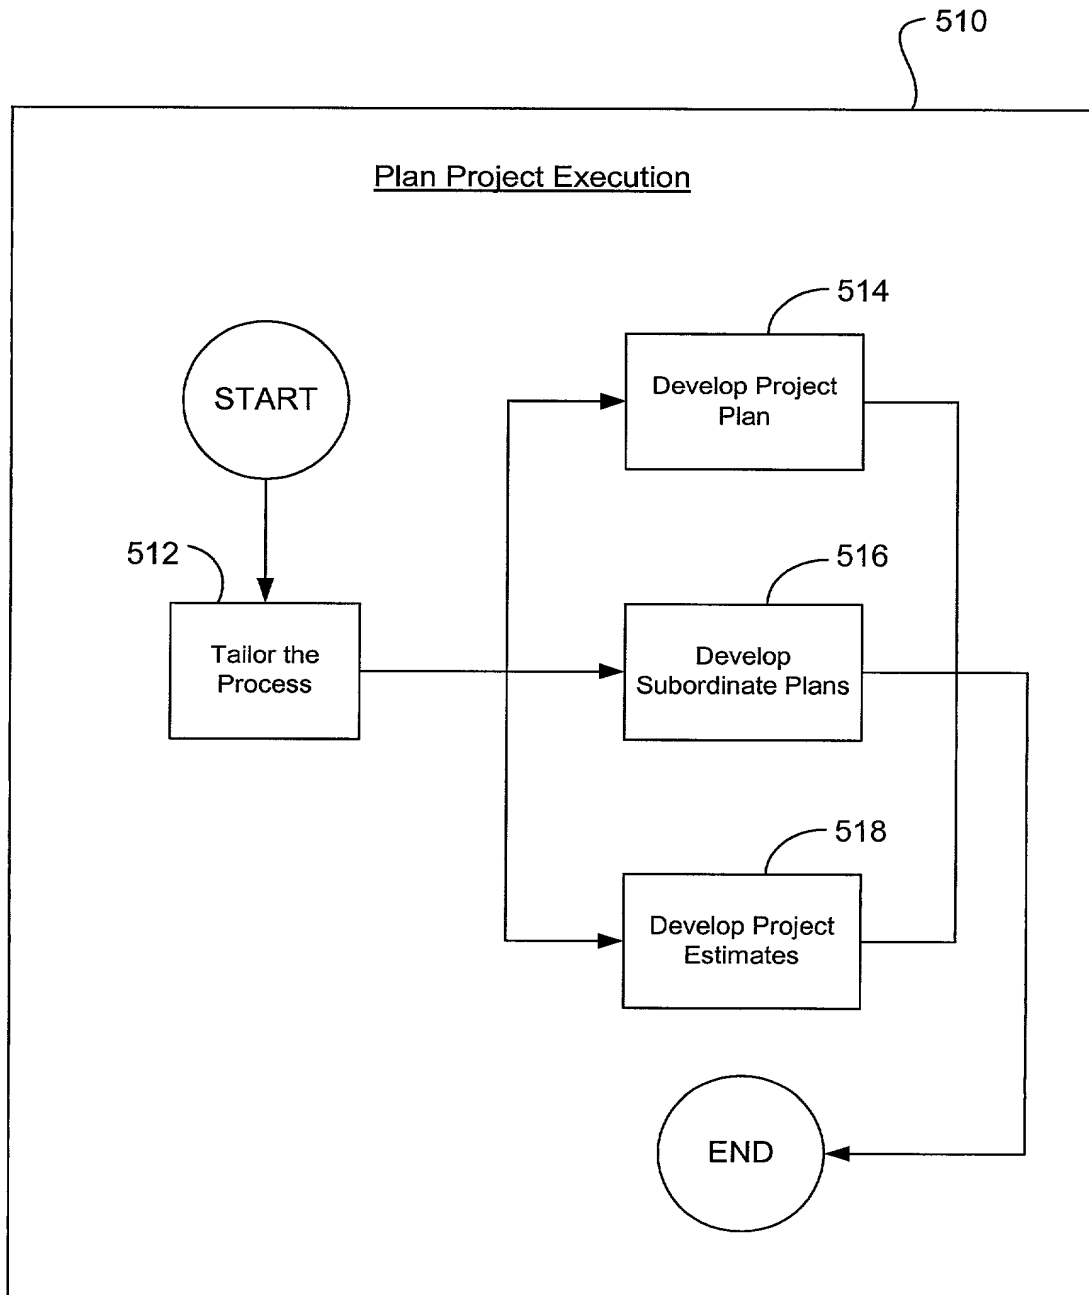 510
Plan Project Execution
514
Develop Project
Plan
START
512
Tailor the
Process
516
Develop
Subordinate Plans
518
Develop Project
Estimates
END